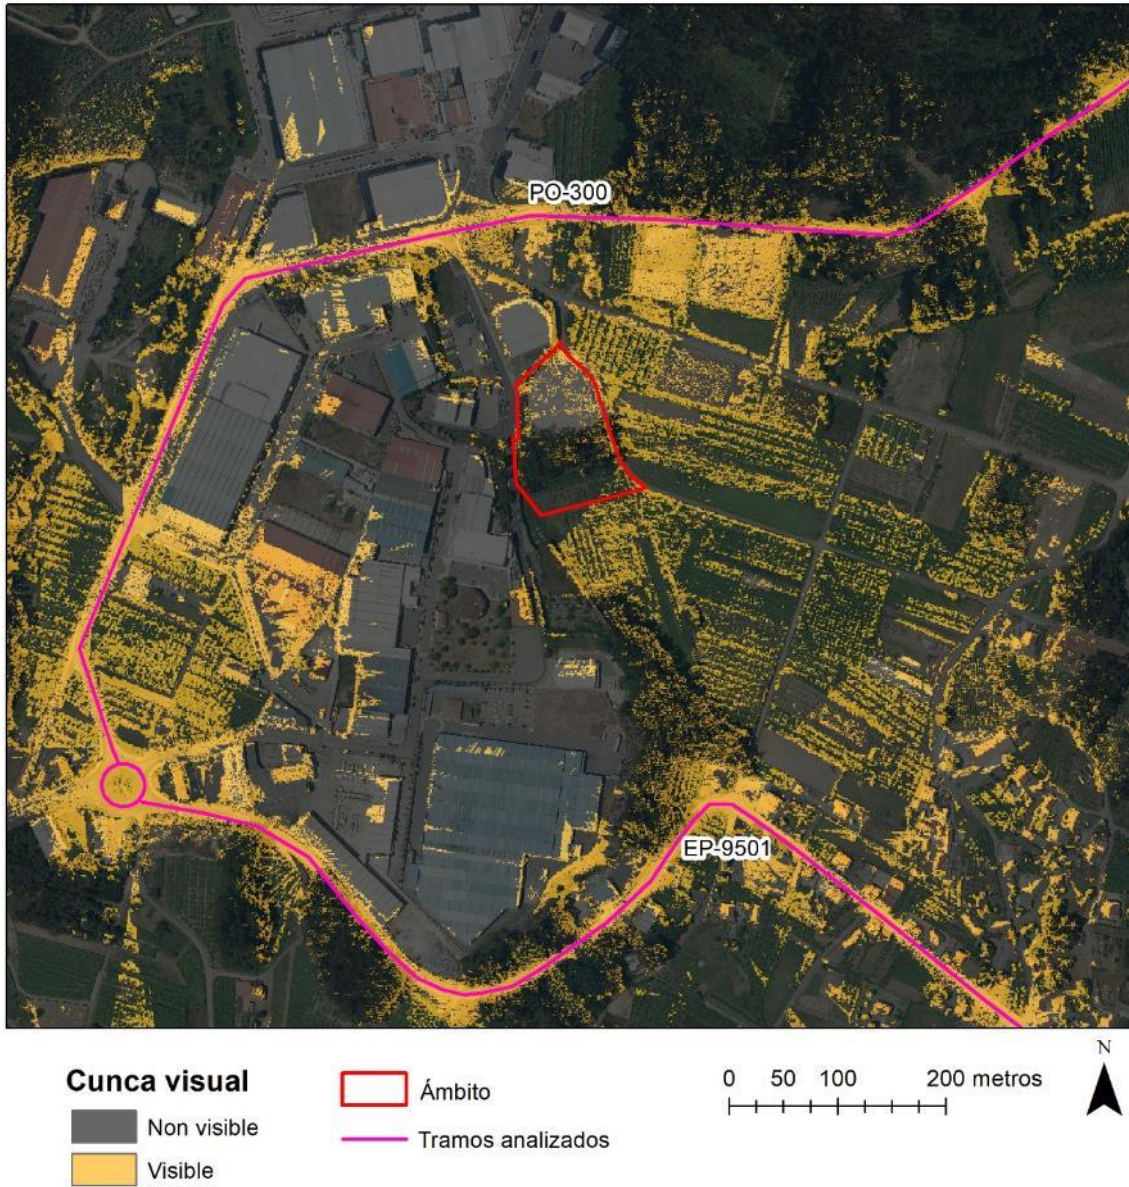 PO-300
EP-9501
Cunca visual
Non visible
Visible
Ámbito
Tramos analizados
0 50 100 200 metros
N